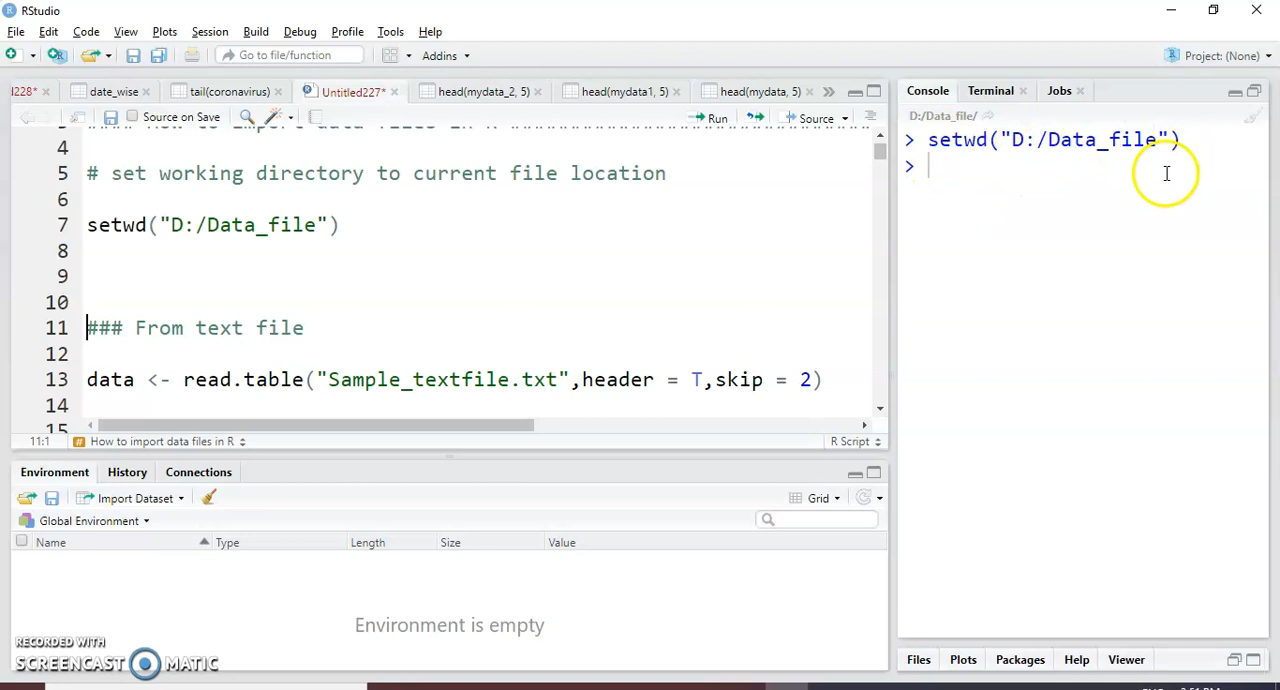 RStudio
File Edit Code View Plots Session Build Debug Profile Tools Help
Go to file/function Addins Project: (None)
228* date_wise tail(coronavirus) Untitled227* head(mydata_2, 5) head(mydata1, 5) head(mydata, 5)
Source on Save Run Source
4
5 # set working directory to current file location
6
7 setwd("D:/Data_file")
8
9
10
11 ### From text file
12
13 data <- read.table("Sample_textfile.txt",header = T,skip = 2)
14
15
11:1 # How to import data files in R R Script
Environment History Connections
Import Dataset Grid
Global Environment
Name Type Length Size Value
Environment is empty
RECORDED WITH
SCREENCAST MATIC
Console Terminal Jobs
D:/Data_file/
> setwd("D:/Data_file")
>
Files Plots Packages Help Viewer